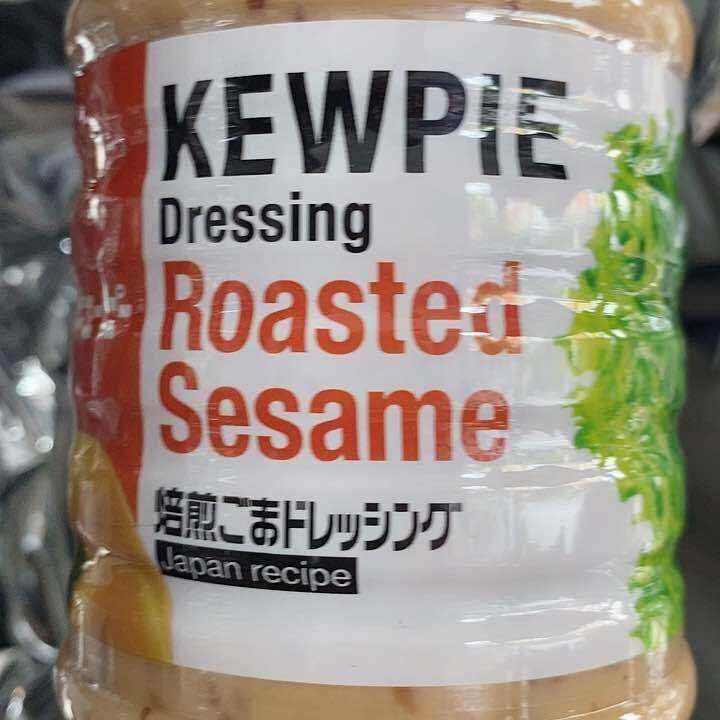 KEWPIE
Dressing
Roasted
Sesame
焙煎ごまドレッシング
Japan recipe